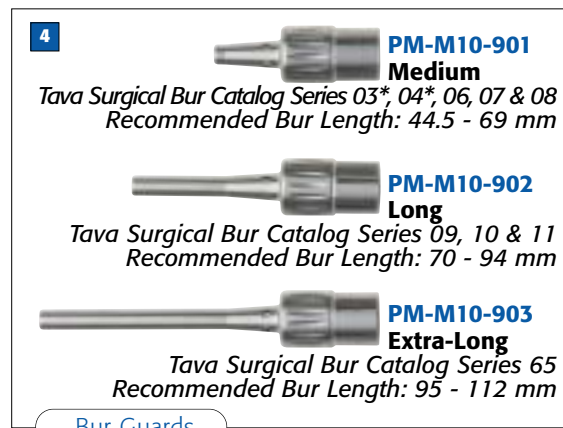 4
PM-M10-901
Medium
Tava Surgical Bur Catalog Series 03*, 04*, 06, 07 & 08
Recommended Bur Length: 44.5 - 69 mm
PM-M10-902
Long
Tava Surgical Bur Catalog Series 09, 10 & 11
Recommended Bur Length: 70 - 94 mm
PM-M10-903
Extra-Long
Tava Surgical Bur Catalog Series 65
Recommended Bur Length: 95 - 112 mm
Bur Guards